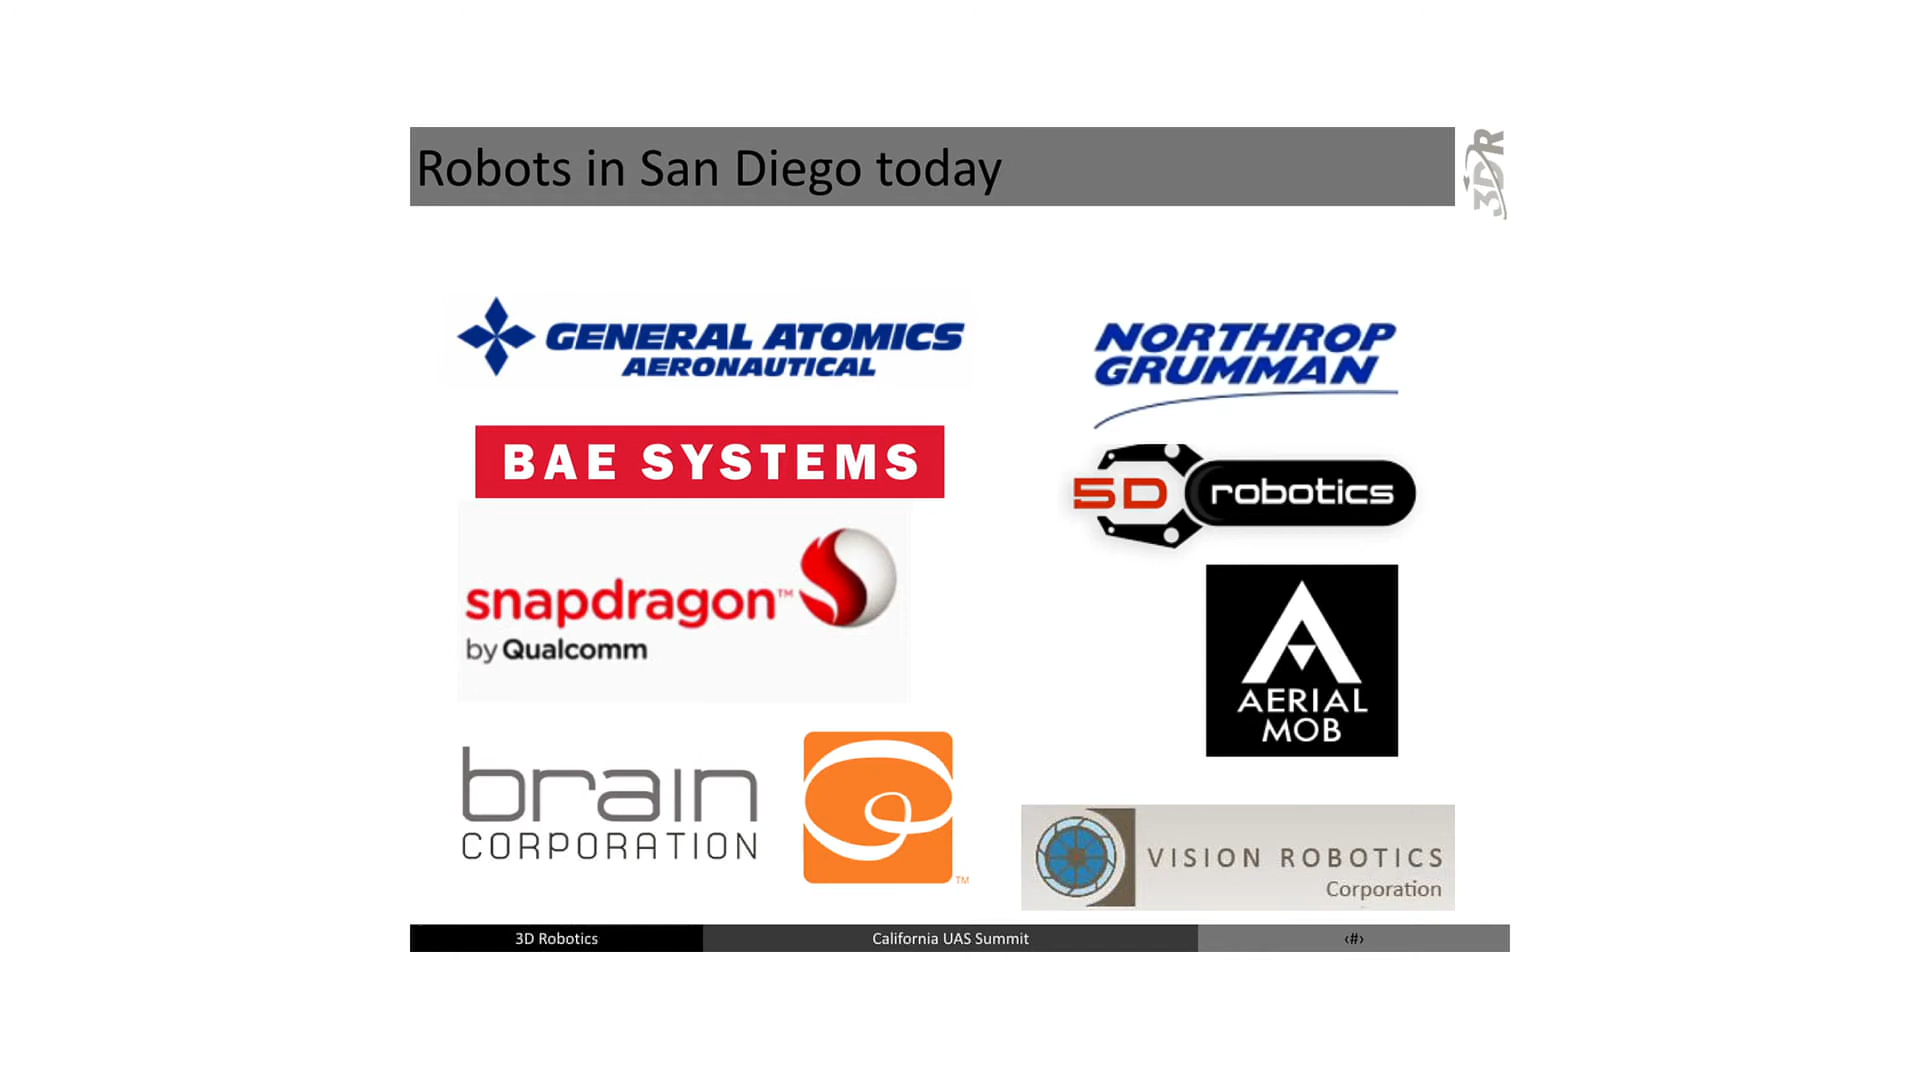 Robots in San Diego today
3DR
GENERAL ATOMICS
AERONAUTICAL
NORTHROP
GRUMMAN
BAE SYSTEMS
5D robotics
snapdragon™
by Qualcomm
AERIAL
MOB
brain
CORPORATION
TM
VISION ROBOTICS
Corporation
3D Robotics
California UAS Summit
‹#›